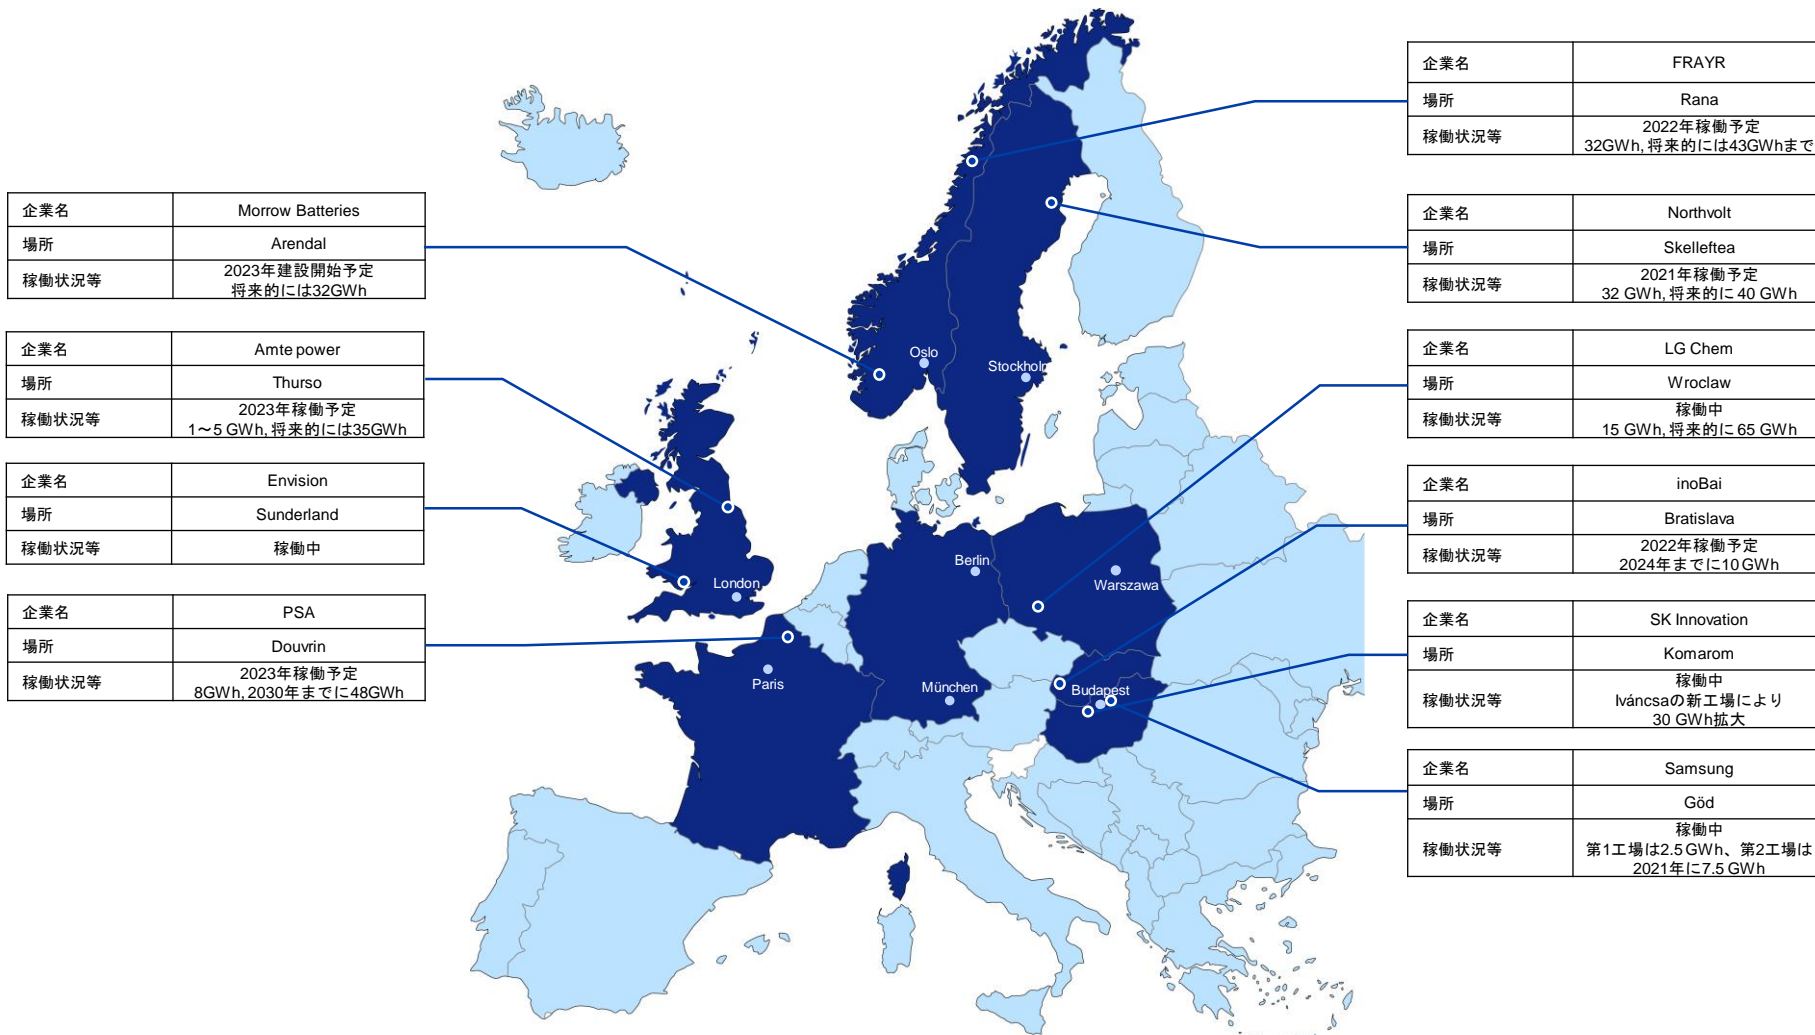 企業名 Morrow Batteries
場所 Arendal
稼働状況等 2023年建設開始予定
将来的には32GWh
企業名 Amte power
場所 Thurso
稼働状況等 2023年稼働予定
1～5 GWh, 将来的には35GWh
企業名 Envision
場所 Sunderland
稼働状況等 稼働中
企業名 PSA
場所 Douvrin
稼働状況等 2023年稼働予定
8GWh, 2030年までに48GWh
Oslo
Stockholm
Berlin
Warszawa
London
Paris
München
Budapest
企業名 FRAYR
場所 Rana
稼働状況等 2022年稼働予定
32GWh, 将来的には43GWhまで
企業名 Northvolt
場所 Skelleftea
稼働状況等 2021年稼働予定
32 GWh, 将来的に 40 GWh
企業名 LG Chem
場所 Wroclaw
稼働状況等 稼働中
15 GWh, 将来的に 65 GWh
企業名 inoBai
場所 Bratislava
稼働状況等 2022年稼働予定
2024年までに10 GWh
企業名 SK Innovation
場所 Komarom
稼働状況等 稼働中
Iváncsaの新工場により
30 GWh拡大
企業名 Samsung
場所 Göd
稼働状況等 稼働中
第1工場は2.5 GWh、第2工場は
2021年に7.5 GWh